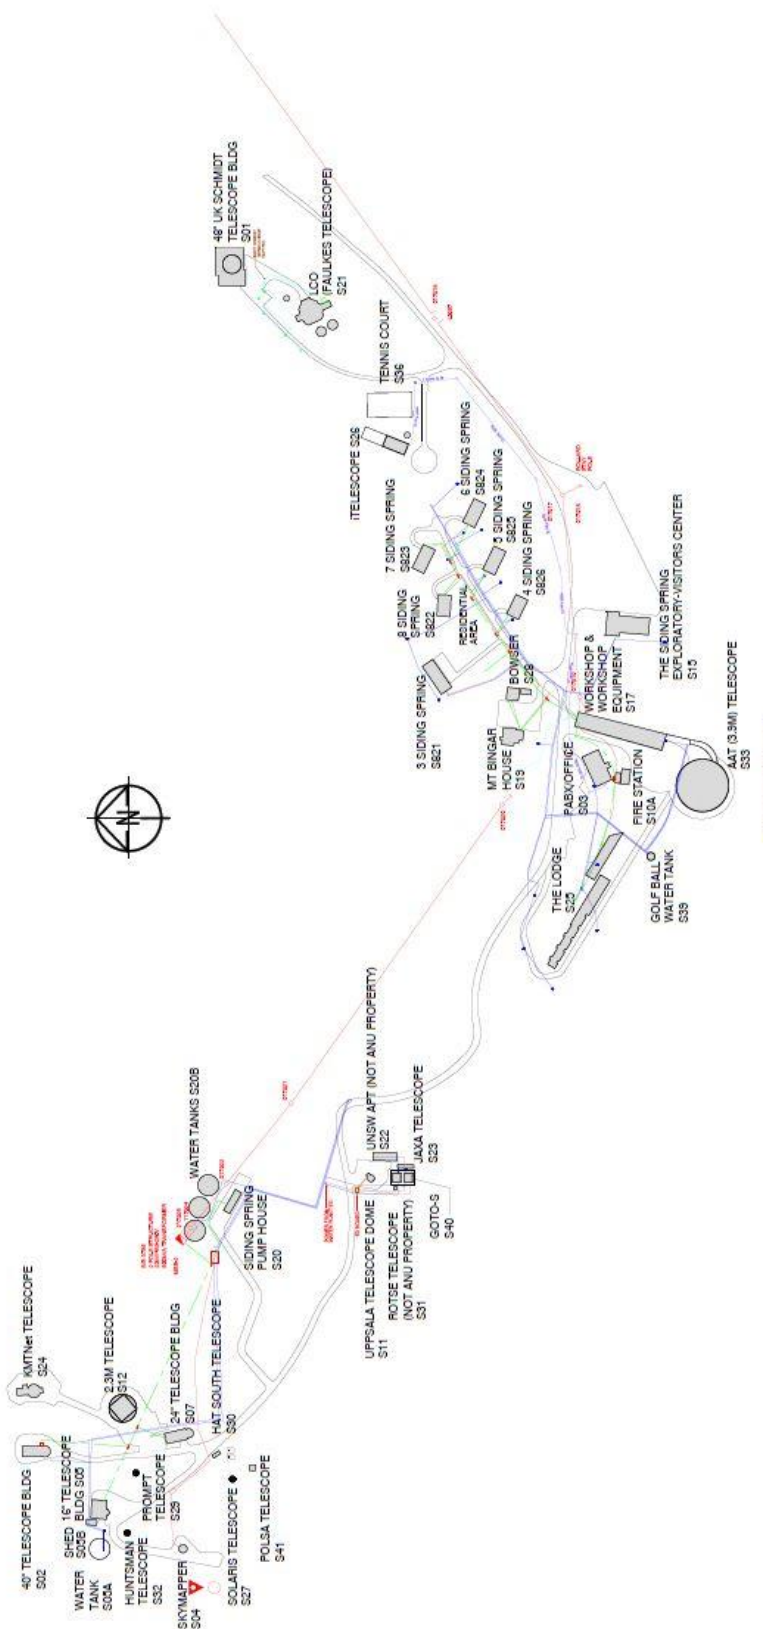 48" UK SCHMIDT
TELESCOPE BLDG
S01
LCO
(FAULKES TELESCOPE)
S21
TENNIS COURT
S36
iTELESCOPE S26
6 SIDING SPRING
S824
7 SIDING SPRING
S823
5 SIDING SPRING
S825
8 SIDING
SPRING
S822
RESIDENTIAL
AREA
4 SIDING SPRING
S826
3 SIDING SPRING
S821
BOWSER
S28
THE SIDING SPRING
EXPLORATORY-VISITORS CENTER
S15
MT BINGAR
HOUSE
S19
WORKSHOP &
WORKSHOP
EQUIPMENT
S17
PABX/OFFICE
S03
FIRE STATION
S10A
AAT (3.9M) TELESCOPE
S33
THE LODGE
S25
GOLF BALL
WATER TANK
S39
N
WATER TANKS S20B
SIDING SPRING
PUMP HOUSE
S20
UNSW APT (NOT ANU PROPERTY)
S22
JAXA TELESCOPE
S23
UPPSALA TELESCOPE DOME
S11
ROTSE TELESCOPE
(NOT ANU PROPERTY)
S31
GOTO-S
S40
KMTNet TELESCOPE
S24
2.3M TELESCOPE
S12
24" TELESCOPE BLDG
S07
HAT SOUTH TELESCOPE
S30
40" TELESCOPE BLDG
S02
16" TELESCOPE
BLDG S05
SHED
S05B
WATER
TANK
S05A
PROMPT
TELESCOPE
S29
HUNTSMAN
TELESCOPE
S32
SKYMAPPER
S04
SOLARIS TELESCOPE
S27
POLSA TELESCOPE
S41